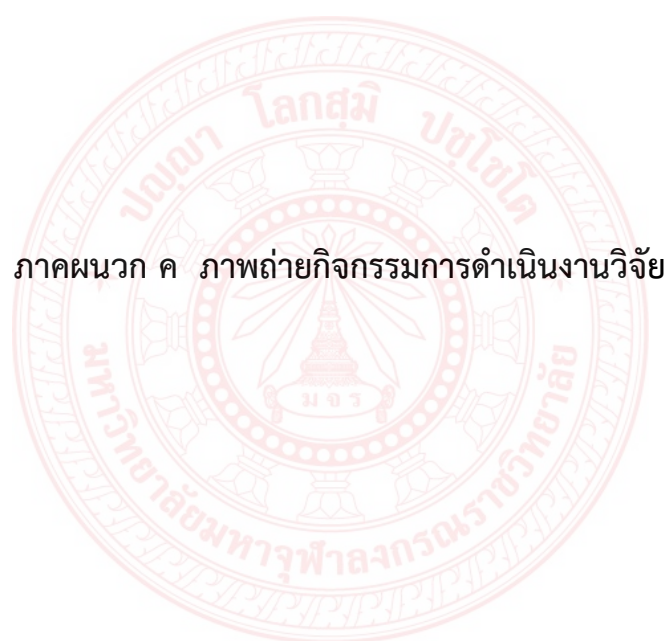 ปญฺญา โลกสฺมิ ปชฺโชโต
ภาคผนวก ค ภาพถ่ายกิจกรรมการดำเนินงานวิจัย
ม จ ร
มหาวิทยาลัยมหาจุฬาลงกรณราชวิทยาลัย